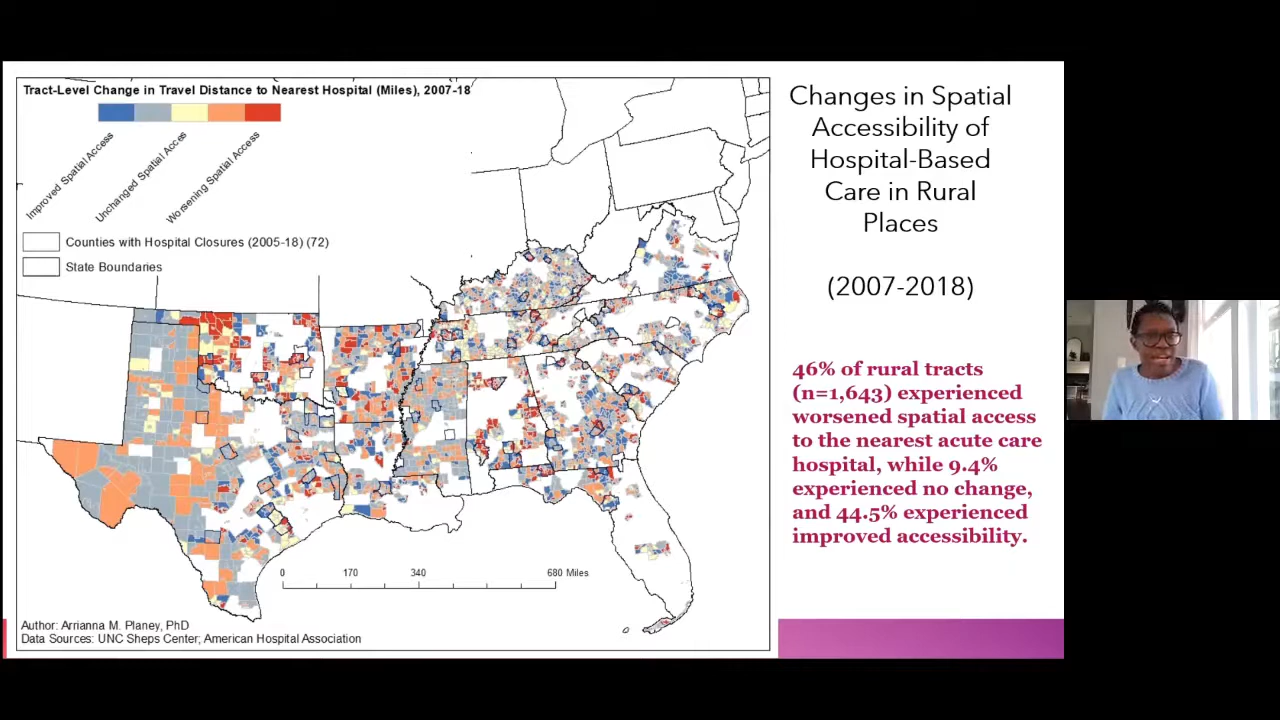 Tract-Level Change in Travel Distance to Nearest Hospital (Miles), 2007-18
Improved Spatial Access
Unchanged Spatial Acces
Worsening Spatial Access
Counties with Hospital Closures (2005-18) (72)
State Boundaries
0 170 340 680 Miles
Author: Arrianna M. Planey, PhD
Data Sources: UNC Sheps Center; American Hospital Association
Changes in Spatial
Accessibility of
Hospital-Based
Care in Rural
Places
(2007-2018)
46% of rural tracts
(n=1,643) experienced
worsened spatial access
to the nearest acute care
hospital, while 9.4%
experienced no change,
and 44.5% experienced
improved accessibility.